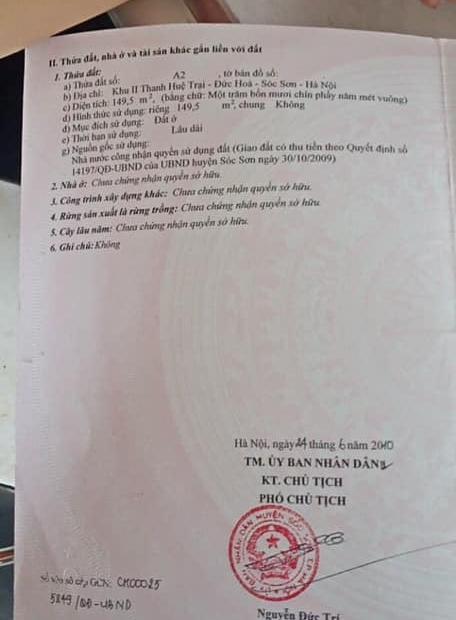 II. Thửa đất, nhà ở và tài sản khác gắn liền với đất
1. Thửa đất:
a) Thửa đất số: A2 , tờ bản đồ số:
b) Địa chỉ: Khu II Thanh Huệ Trại - Đức Hoà - Sóc Sơn - Hà Nội
c) Diện tích: 149,5 m², (bằng chữ: Một trăm bốn mươi chín phẩy năm mét vuông)
d) Hình thức sử dụng: riêng 149,5 m², chung Không
đ) Mục đích sử dụng: Đất ở
e) Thời hạn sử dụng: Lâu dài
g) Nguồn gốc sử dụng:
Nhà nước công nhận quyền sử dụng đất (Giao đất có thu tiền theo Quyết định số
14197/QĐ-UBND của UBND huyện Sóc Sơn ngày 30/10/2009)
2. Nhà ở: Chưa chứng nhận quyền sở hữu.
3. Công trình xây dựng khác: Chưa chứng nhận quyền sở hữu.
4. Rừng sản xuất là rừng trồng: Chưa chứng nhận quyền sở hữu
5. Cây lâu năm: Chưa chứng nhận quyền sở hữu.
6. Ghi chú: Không
Hà Nội, ngày 24 tháng 6 năm 2010
TM. ỦY BAN NHÂN DÂN
KT. CHỦ TỊCH
PHÓ CHỦ TỊCH
Số vào sổ cấp GCN: CH00025
5849/QĐ-UBND
Nguyễn Đức Trí